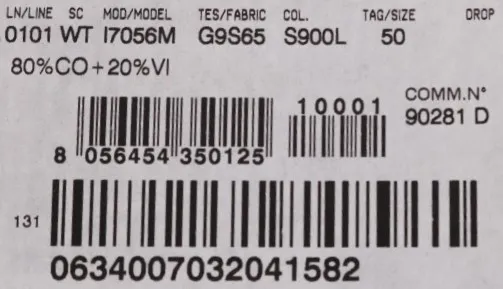 LN/LINE SC MOD/MODEL TES/FABRIC COL. TAG/SIZE DROP
0101 WT I7056M G9S65 S900L 50
80%CO+20%VI
10001
COMM.N°
90281 D
8 056454 350125
131
0634007032041582